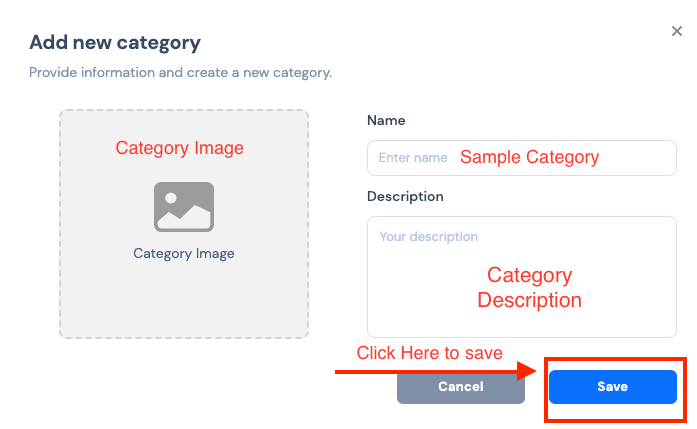 Add new category
Provide information and create a new category.
Category Image
Category Image
Name
Enter name Sample Category
Description
Your description
Category
Description
Click Here to save
Cancel
Save